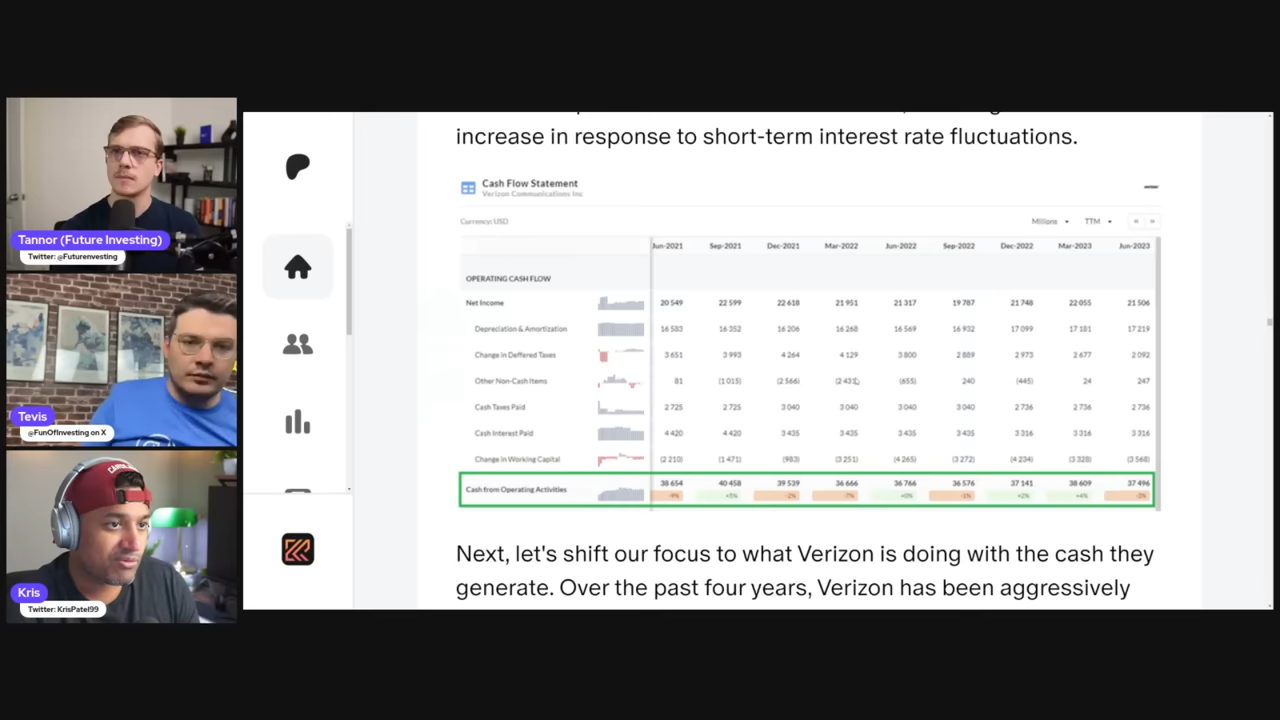 Tannor (Future Investing)
Twitter: @Futurenvesting
Tevis
@FunOfInvesting on X
Kris
Twitter: KrisPatel99
increase in response to short-term interest rate fluctuations.
Cash Flow Statement
Verizon Communications Inc
Currency: USD
Millions TTM
Jun-2021 Sep-2021 Dec-2021 Mar-2022 Jun-2022 Sep-2022 Dec-2022 Mar-2023 Jun-2023
OPERATING CASH FLOW
Net Income 20 549 22 599 22 618 21 951 21 317 19 787 21 748 22 055 21 506
Depreciation & Amortization 16 583 16 352 16 206 16 268 16 569 16 932 17 099 17 181 17 219
Change in Deffered Taxes 3 651 3 993 4 264 4 129 3 800 2 889 2 973 2 677 2 092
Other Non-Cash Items 81 (1 015) (2 566) (655) 240 (445) 24 247
Cash Taxes Paid 2 725 2 725 3 040 3 040 3 040 3 040 2 736 2 736 2 736
Cash Interest Paid 4 420 4 420 3 435 3 435 3 435 3 435 3 316 3 316 3 316
Change in Working Capital (2 210) (1 471) (983) (3 251) (4 265) (3 272) (4 234) (3 328) (3 568)
Cash from Operating Activities 38 654 40 458 39 539 36 666 36 766 36 576 37 141 38 609 37 496
-9% +5% -2% -7% +0% -1% +2% +4% -3%
Next, let's shift our focus to what Verizon is doing with the cash they
generate. Over the past four years, Verizon has been aggressively